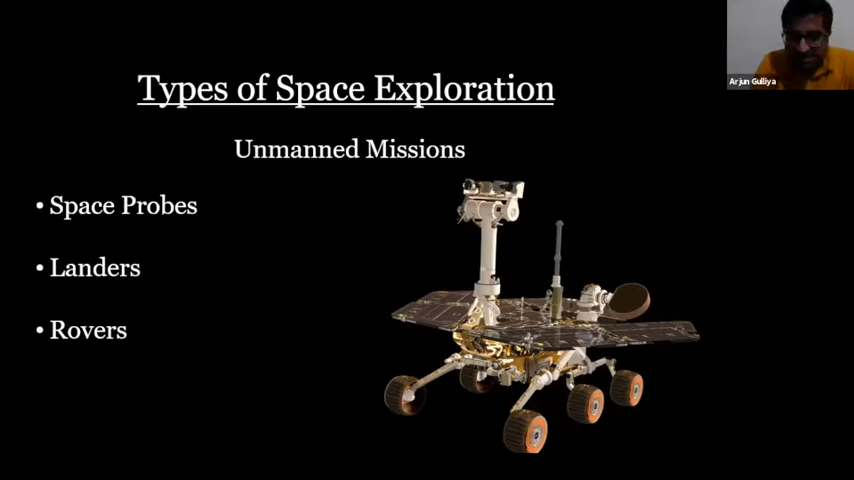 Types of Space Exploration
Unmanned Missions
• Space Probes
• Landers
• Rovers
Arjun Gulliya